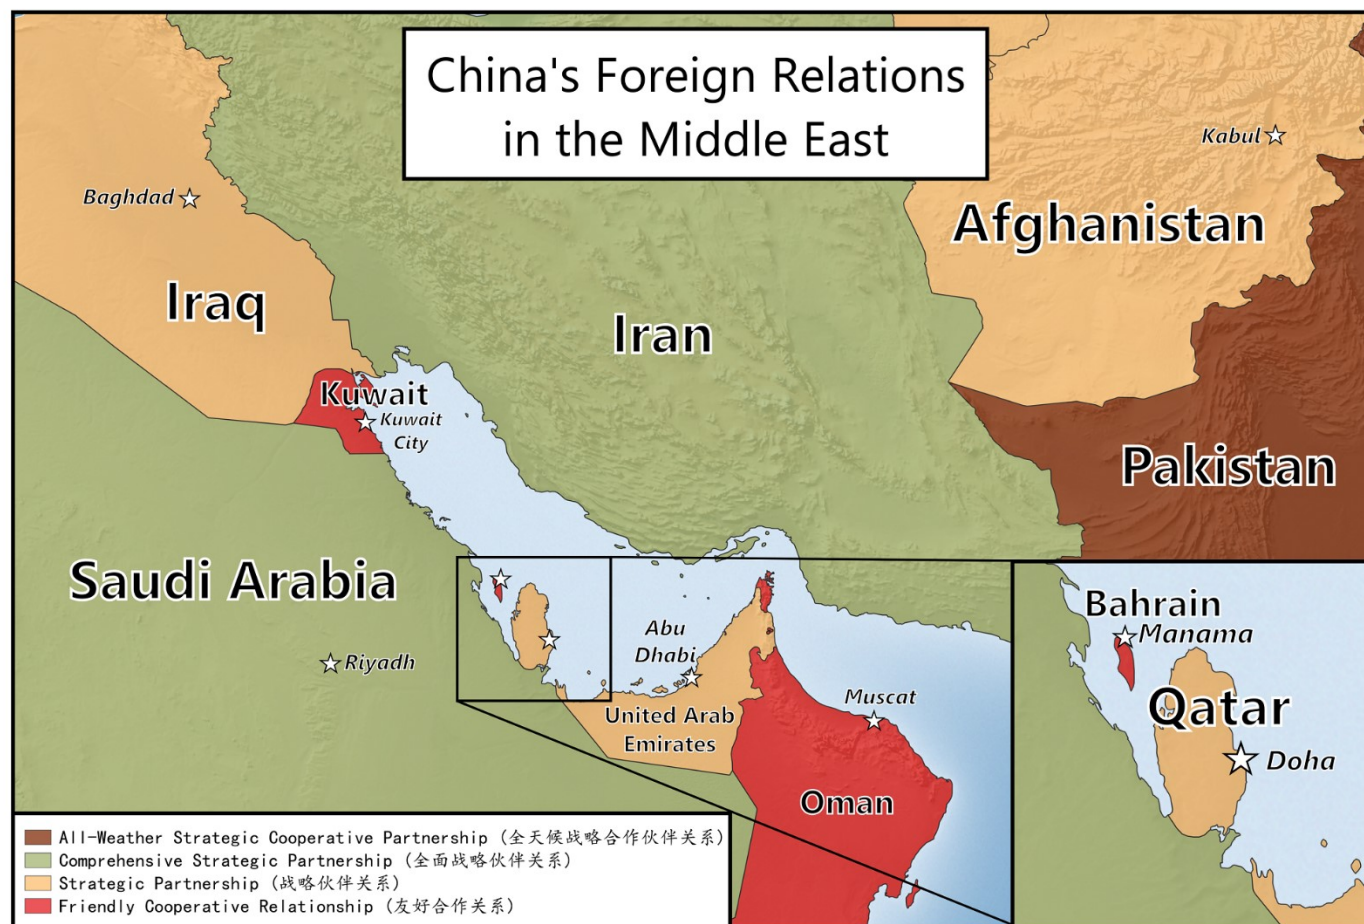 China's Foreign Relations
in the Middle East
Kabul
Baghdad
Afghanistan
Iraq
Iran
Kuwait
Kuwait
City
Pakistan
Saudi Arabia
Riyadh
Abu
Dhabi
Muscat
United Arab
Emirates
Oman
Bahrain
Manama
Qatar
Doha
All-Weather Strategic Cooperative Partnership (全天候战略合作伙伴关系)
Comprehensive Strategic Partnership (全面战略伙伴关系)
Strategic Partnership (战略伙伴关系)
Friendly Cooperative Relationship (友好合作关系)